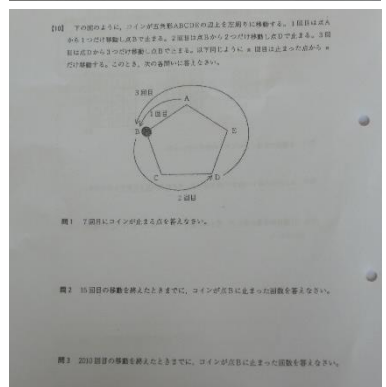 【10】 下の図のように、コインが五角形ABCDEの辺上を左廻りに移動する。1回目は点A
から1つだけ移動し点Bで止まる。2回目は点Bから2つだけ移動し点Dで止まる。3回
目は点Dから3つだけ移動し点Bで止まる。以下同じように n 回目は止まった点から n
だけ移動する。このとき、次の各問いに答えなさい。
3回目
A
1回目
B
E
C
D
2回目
問1 7回目にコインが止まる点を答えなさい。
問2 35回目の移動を終えたときまでに、コインが点Bに止まった回数を答えなさい。
問3 2013回目の移動を終えたときまでに、コインが点Bに止まった回数を答えなさい。